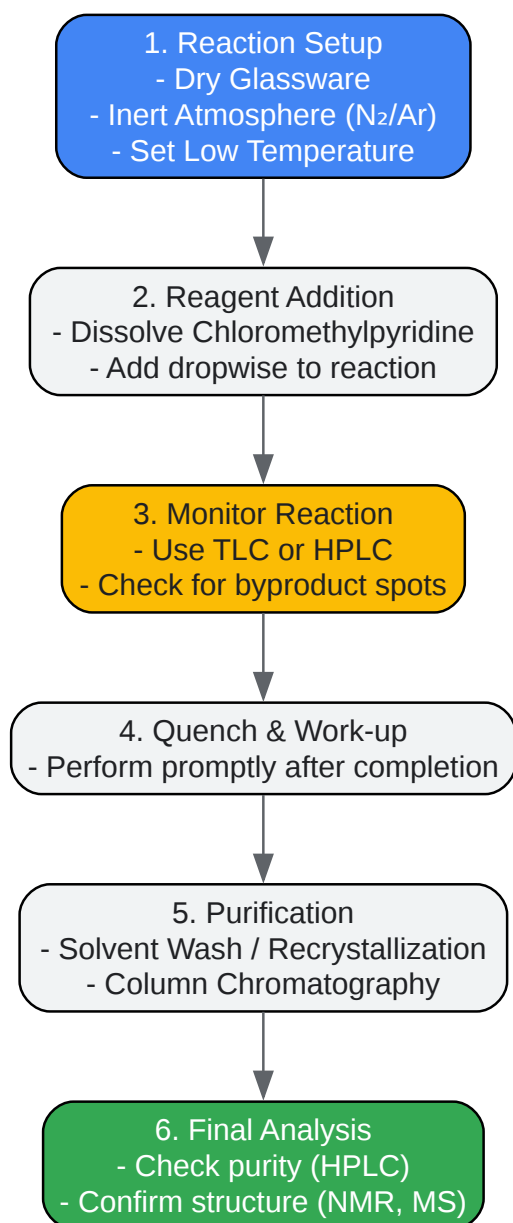 1. Reaction Setup
- Dry Glassware
- Inert Atmosphere (N₂/Ar)
- Set Low Temperature
2. Reagent Addition
- Dissolve Chloromethylpyridine
- Add dropwise to reaction
3. Monitor Reaction
- Use TLC or HPLC
- Check for byproduct spots
4. Quench & Work-up
- Perform promptly after completion
5. Purification
- Solvent Wash / Recrystallization
- Column Chromatography
6. Final Analysis
- Check purity (HPLC)
- Confirm structure (NMR, MS)